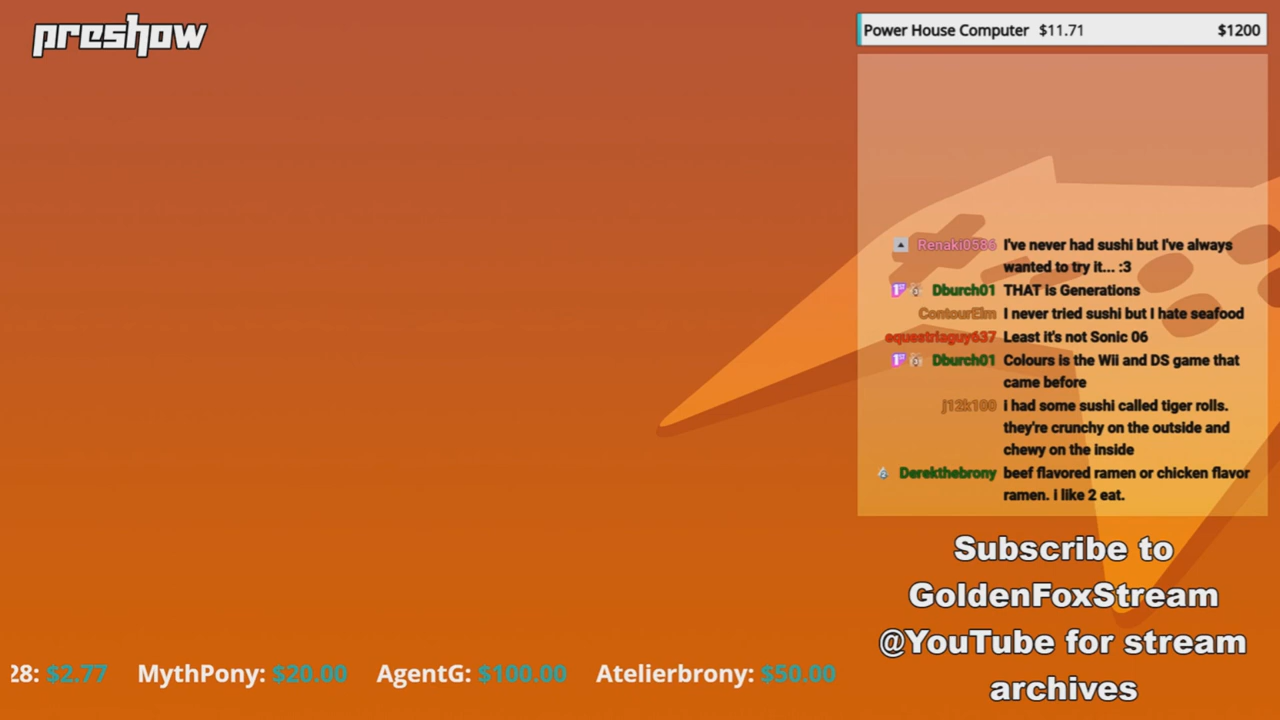 preshow
Power House Computer $11.71 $1200
Renaki0586 I've never had sushi but I've always
wanted to try it... :3
Dburch01 THAT is Generations
ContourElm I never tried sushi but I hate seafood
equestriaguy637 Least it's not Sonic 06
Dburch01 Colours is the Wii and DS game that
came before
j12k100 i had some sushi called tiger rolls.
they're crunchy on the outside and
chewy on the inside
Derekthebrony beef flavored ramen or chicken flavor
ramen. i like 2 eat.
Subscribe to
GoldenFoxStream
@YouTube for stream
archives
28: $2.77 MythPony: $20.00 AgentG: $100.00 Atelierbrony: $50.00